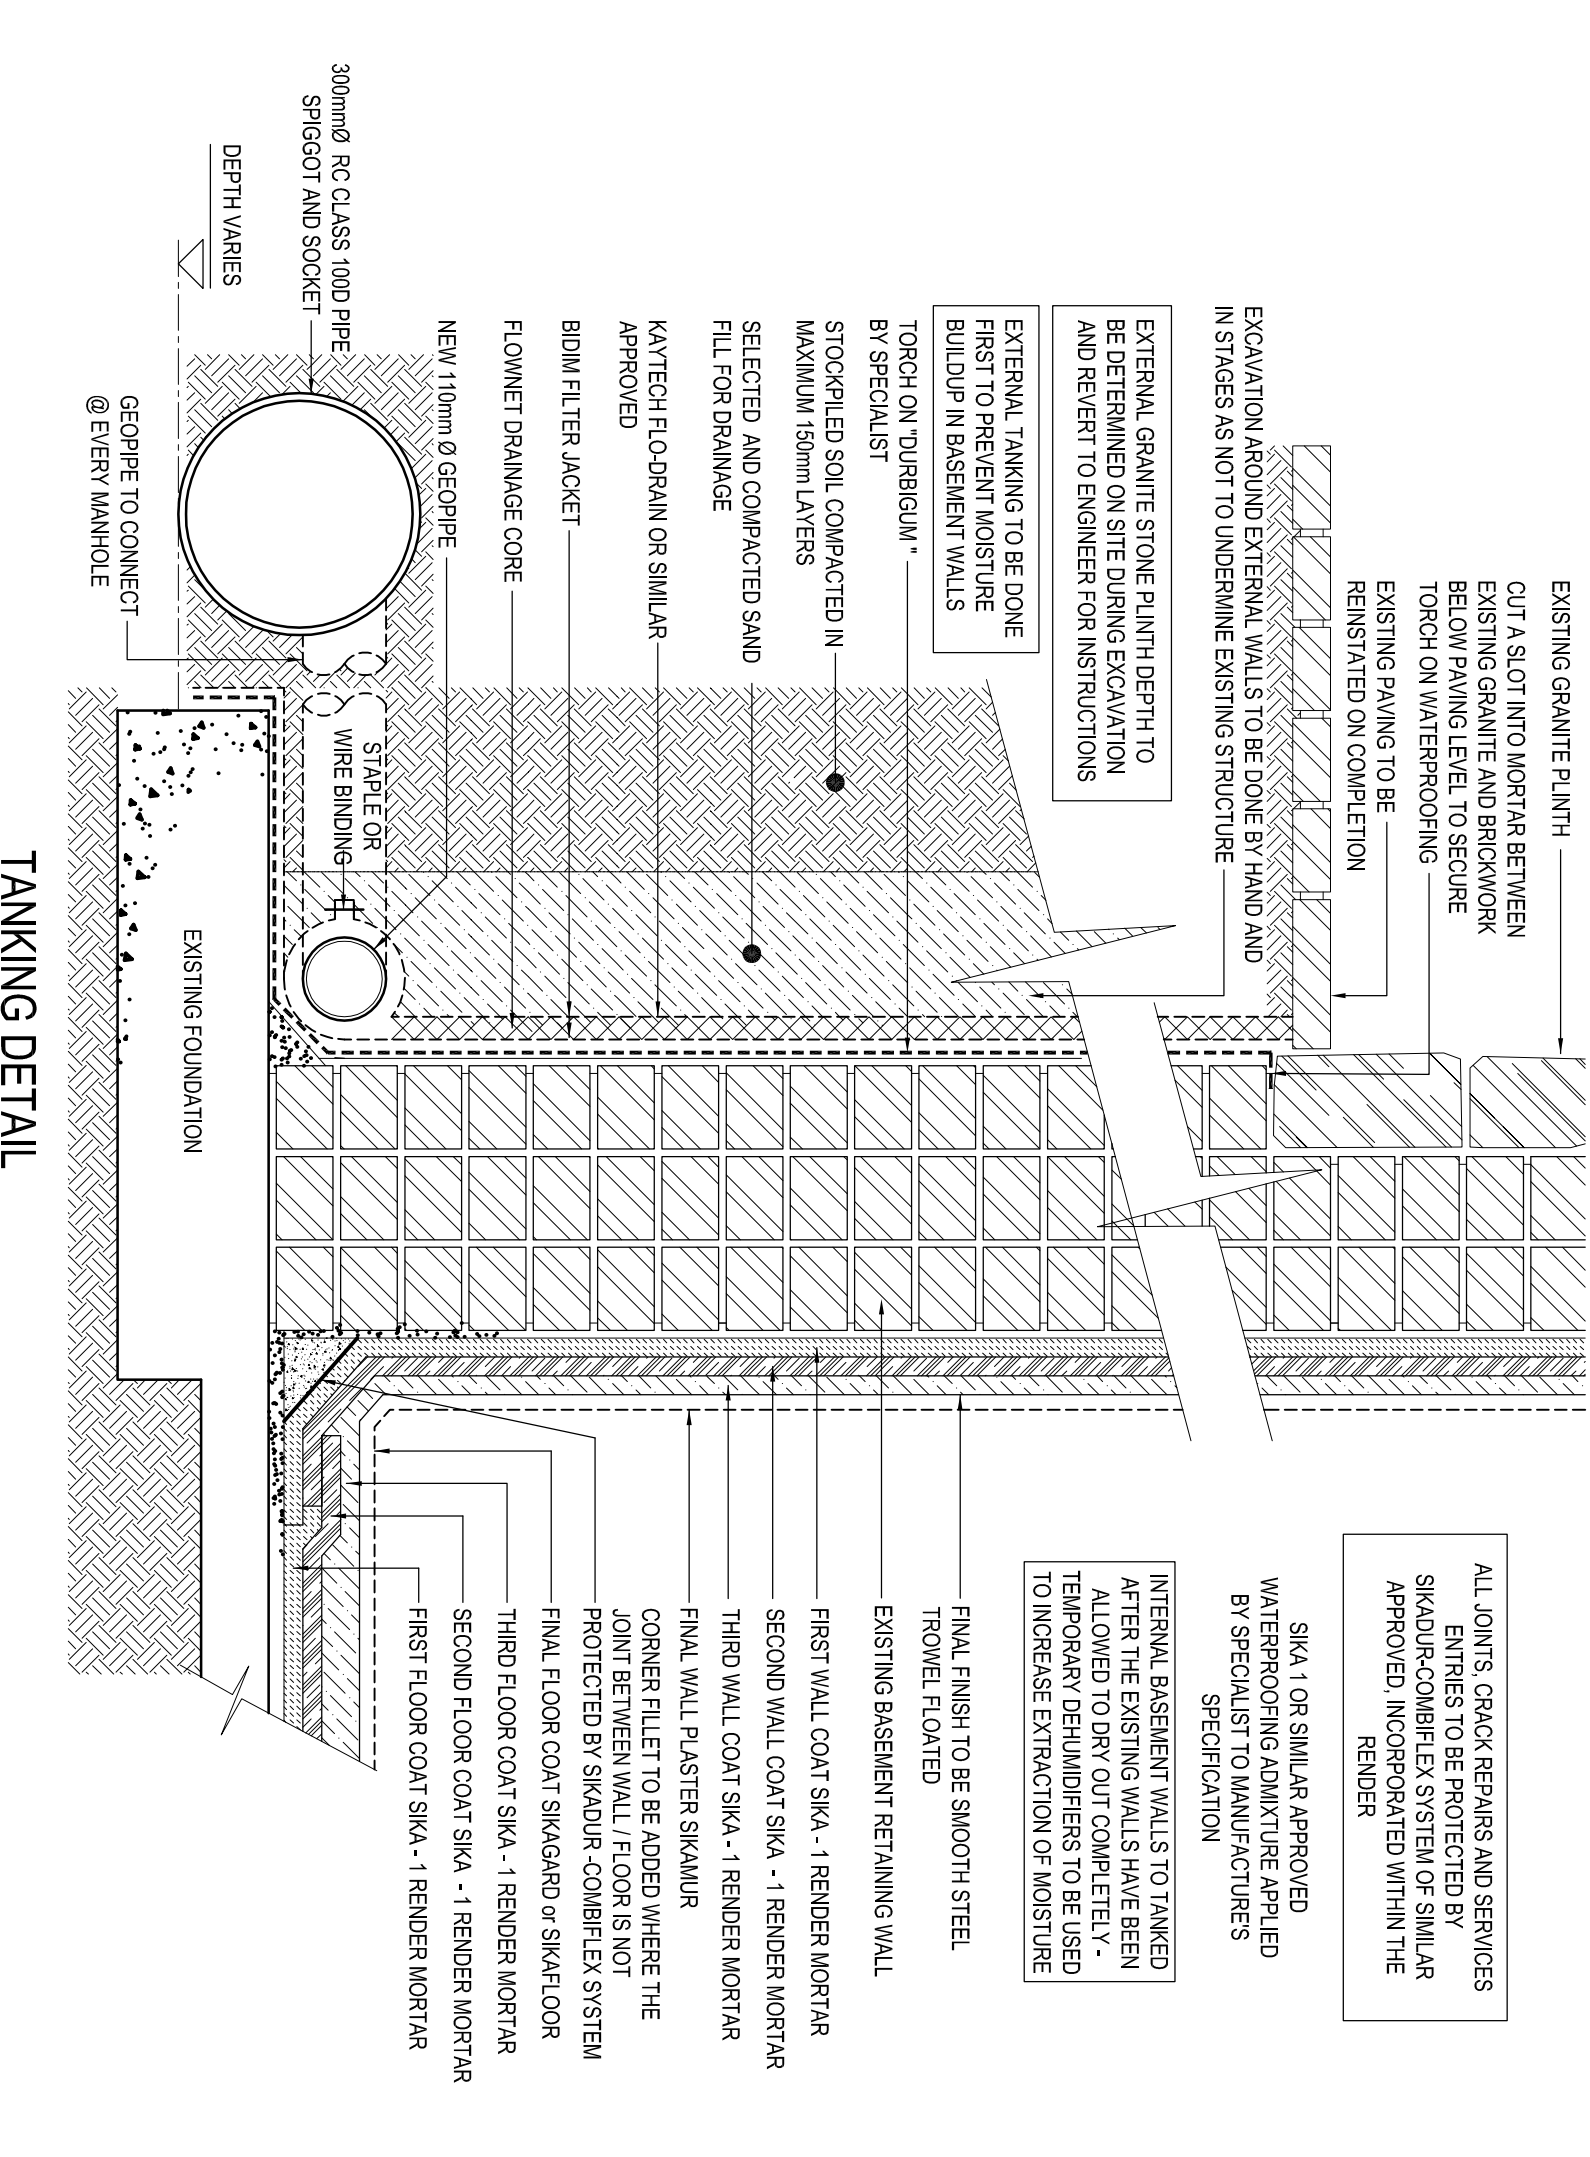 EXISTING GRANITE PLINTH
CUT A SLOT INTO MORTAR BETWEEN
EXISTING GRANITE AND BRICKWORK
BELOW PAVING LEVEL TO SECURE
TORCH ON WATERPROOFING
EXISTING PAVING TO BE
REINSTATED ON COMPLETION
EXCAVATION AROUND EXTERNAL WALLS TO BE DONE BY HAND AND
IN STAGES AS NOT TO UNDERMINE EXISTING STRUCTURE
EXTERNAL GRANITE STONE PLINTH DEPTH TO
BE DETERMINED ON SITE DURING EXCAVATION
AND REVERT TO ENGINEER FOR INSTRUCTIONS
EXTERNAL TANKING TO BE DONE
FIRST TO PREVENT MOISTURE
BUILDUP IN BASEMENT WALLS
TORCH ON "DURBIGUM "
BY SPECIALIST
STOCKPILED SOIL COMPACTED IN
MAXIMUM 150mm LAYERS
SELECTED AND COMPACTED SAND
FILL FOR DRAINAGE
KAYTECH FLO-DRAIN OR SIMILAR
APPROVED
BIDIM FILTER JACKET
FLOWNET DRAINAGE CORE
NEW 110mm Ø GEOPIPE
300mmØ RC CLASS 100D PIPE
SPIGGOT AND SOCKET
DEPTH VARIES
GEOPIPE TO CONNECT
@ EVERY MANHOLE
STAPLE OR
WIRE BINDING
EXISTING FOUNDATION
ALL JOINTS, CRACK REPAIRS AND SERVICES
ENTRIES TO BE PROTECTED BY
SIKADUR-COMBIFLEX SYSTEM OF SIMILAR
APPROVED, INCORPORATED WITHIN THE
RENDER
SIKA 1 OR SIMILAR APPROVED
WATERPROOFING ADMIXTURE APPLIED
BY SPECIALIST TO MANUFACTURE'S
SPECIFICATION
INTERNAL BASEMENT WALLS TO TANKED
AFTER THE EXISTING WALLS HAVE BEEN
ALLOWED TO DRY OUT COMPLETELY -
TEMPORARY DEHUMIDIFIERS TO BE USED
TO INCREASE EXTRACTION OF MOISTURE
FINAL FINISH TO BE SMOOTH STEEL
TROWEL FLOATED
EXISTING BASEMENT RETAINING WALL
FIRST WALL COAT SIKA - 1 RENDER MORTAR
SECOND WALL COAT SIKA - 1 RENDER MORTAR
THIRD WALL COAT SIKA - 1 RENDER MORTAR
FINAL WALL PLASTER SIKAMUR
CORNER FILLET TO BE ADDED WHERE THE
JOINT BETWEEN WALL / FLOOR IS NOT
PROTECTED BY SIKADUR -COMBIFLEX SYSTEM
FINAL FLOOR COAT SIKAGARD or SIKAFLOOR
THIRD FLOOR COAT SIKA - 1 RENDER MORTAR
SECOND FLOOR COAT SIKA - 1 RENDER MORTAR
FIRST FLOOR COAT SIKA - 1 RENDER MORTAR
TANKING DETAIL